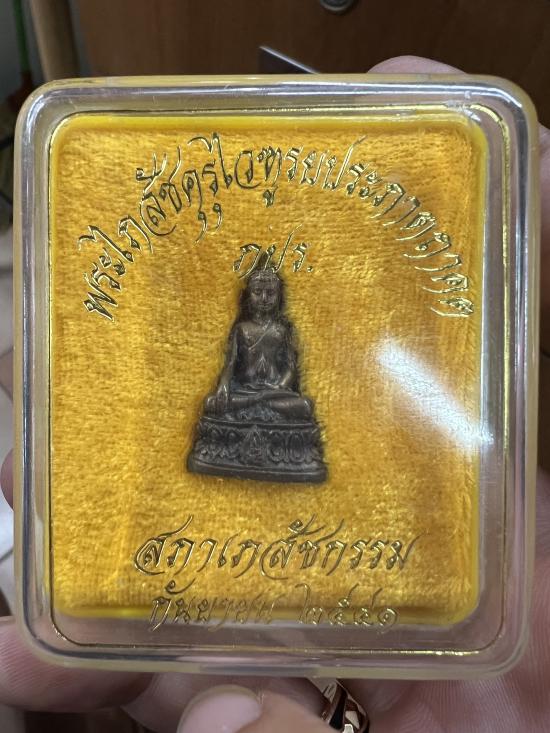 พระไภสัชคุรุไวฑูรยประภาตถาคต
ภปร.
สภาเภสัชกรรม
กันยายน ๒๕๔๑